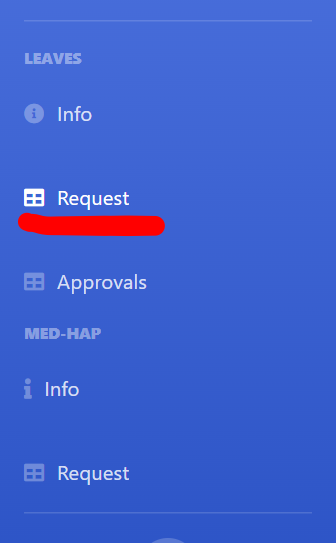 LEAVES
Info
Request
Approvals
MED-HAP
Info
Request